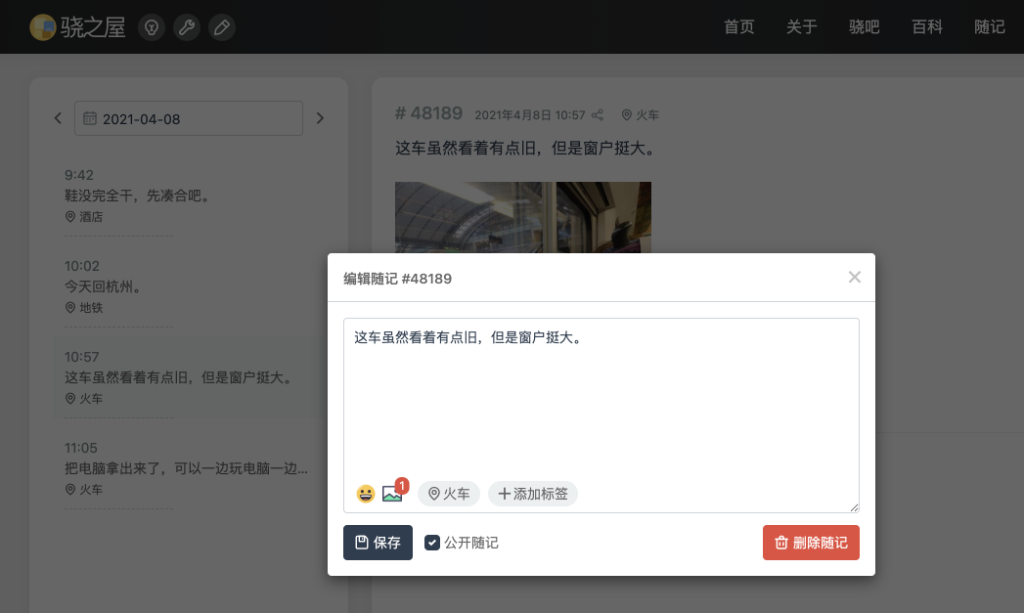 骁之屋
首页 关于 骁吧 百科 随记
2021-04-08
9:42
鞋没完全干，先凑合吧。
酒店
10:02
今天回杭州。
地铁
10:57
这车虽然看着有点旧，但是窗户挺大。
火车
11:05
把电脑拿出来了，可以一边玩电脑一边...
火车
# 48189 2021年4月8日 10:57 火车
这车虽然看着有点旧，但是窗户挺大。
编辑随记 #48189
这车虽然看着有点旧，但是窗户挺大。
1
火车 添加标签
保存 公开随记 删除随记